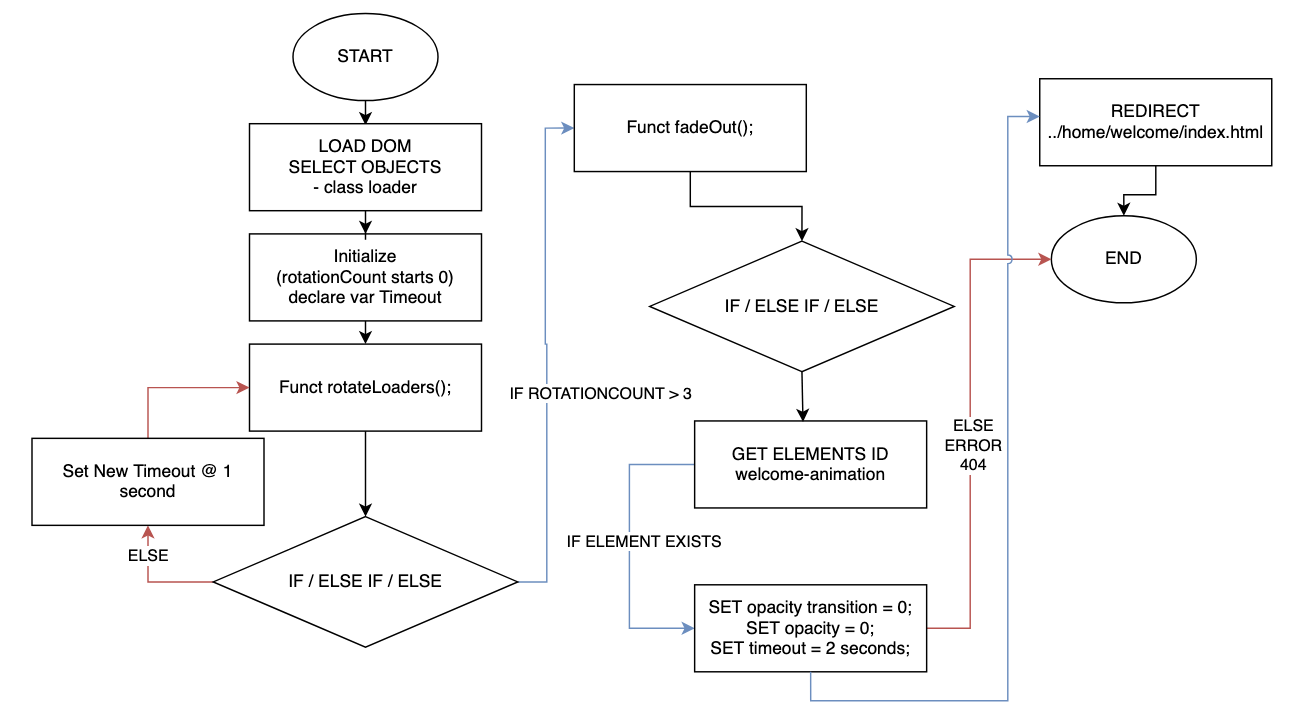 START
LOAD DOM
SELECT OBJECTS
- class loader
Initialize
(rotationCount starts 0)
declare var Timeout
Funct rotateLoaders();
Set New Timeout @ 1
second
ELSE
IF / ELSE IF / ELSE
IF ROTATIONCOUNT > 3
Funct fadeOut();
IF / ELSE IF / ELSE
GET ELEMENTS ID
welcome-animation
IF ELEMENT EXISTS
SET opacity transition = 0;
SET opacity = 0;
SET timeout = 2 seconds;
ELSE
ERROR
404
REDIRECT
../home/welcome/index.html
END